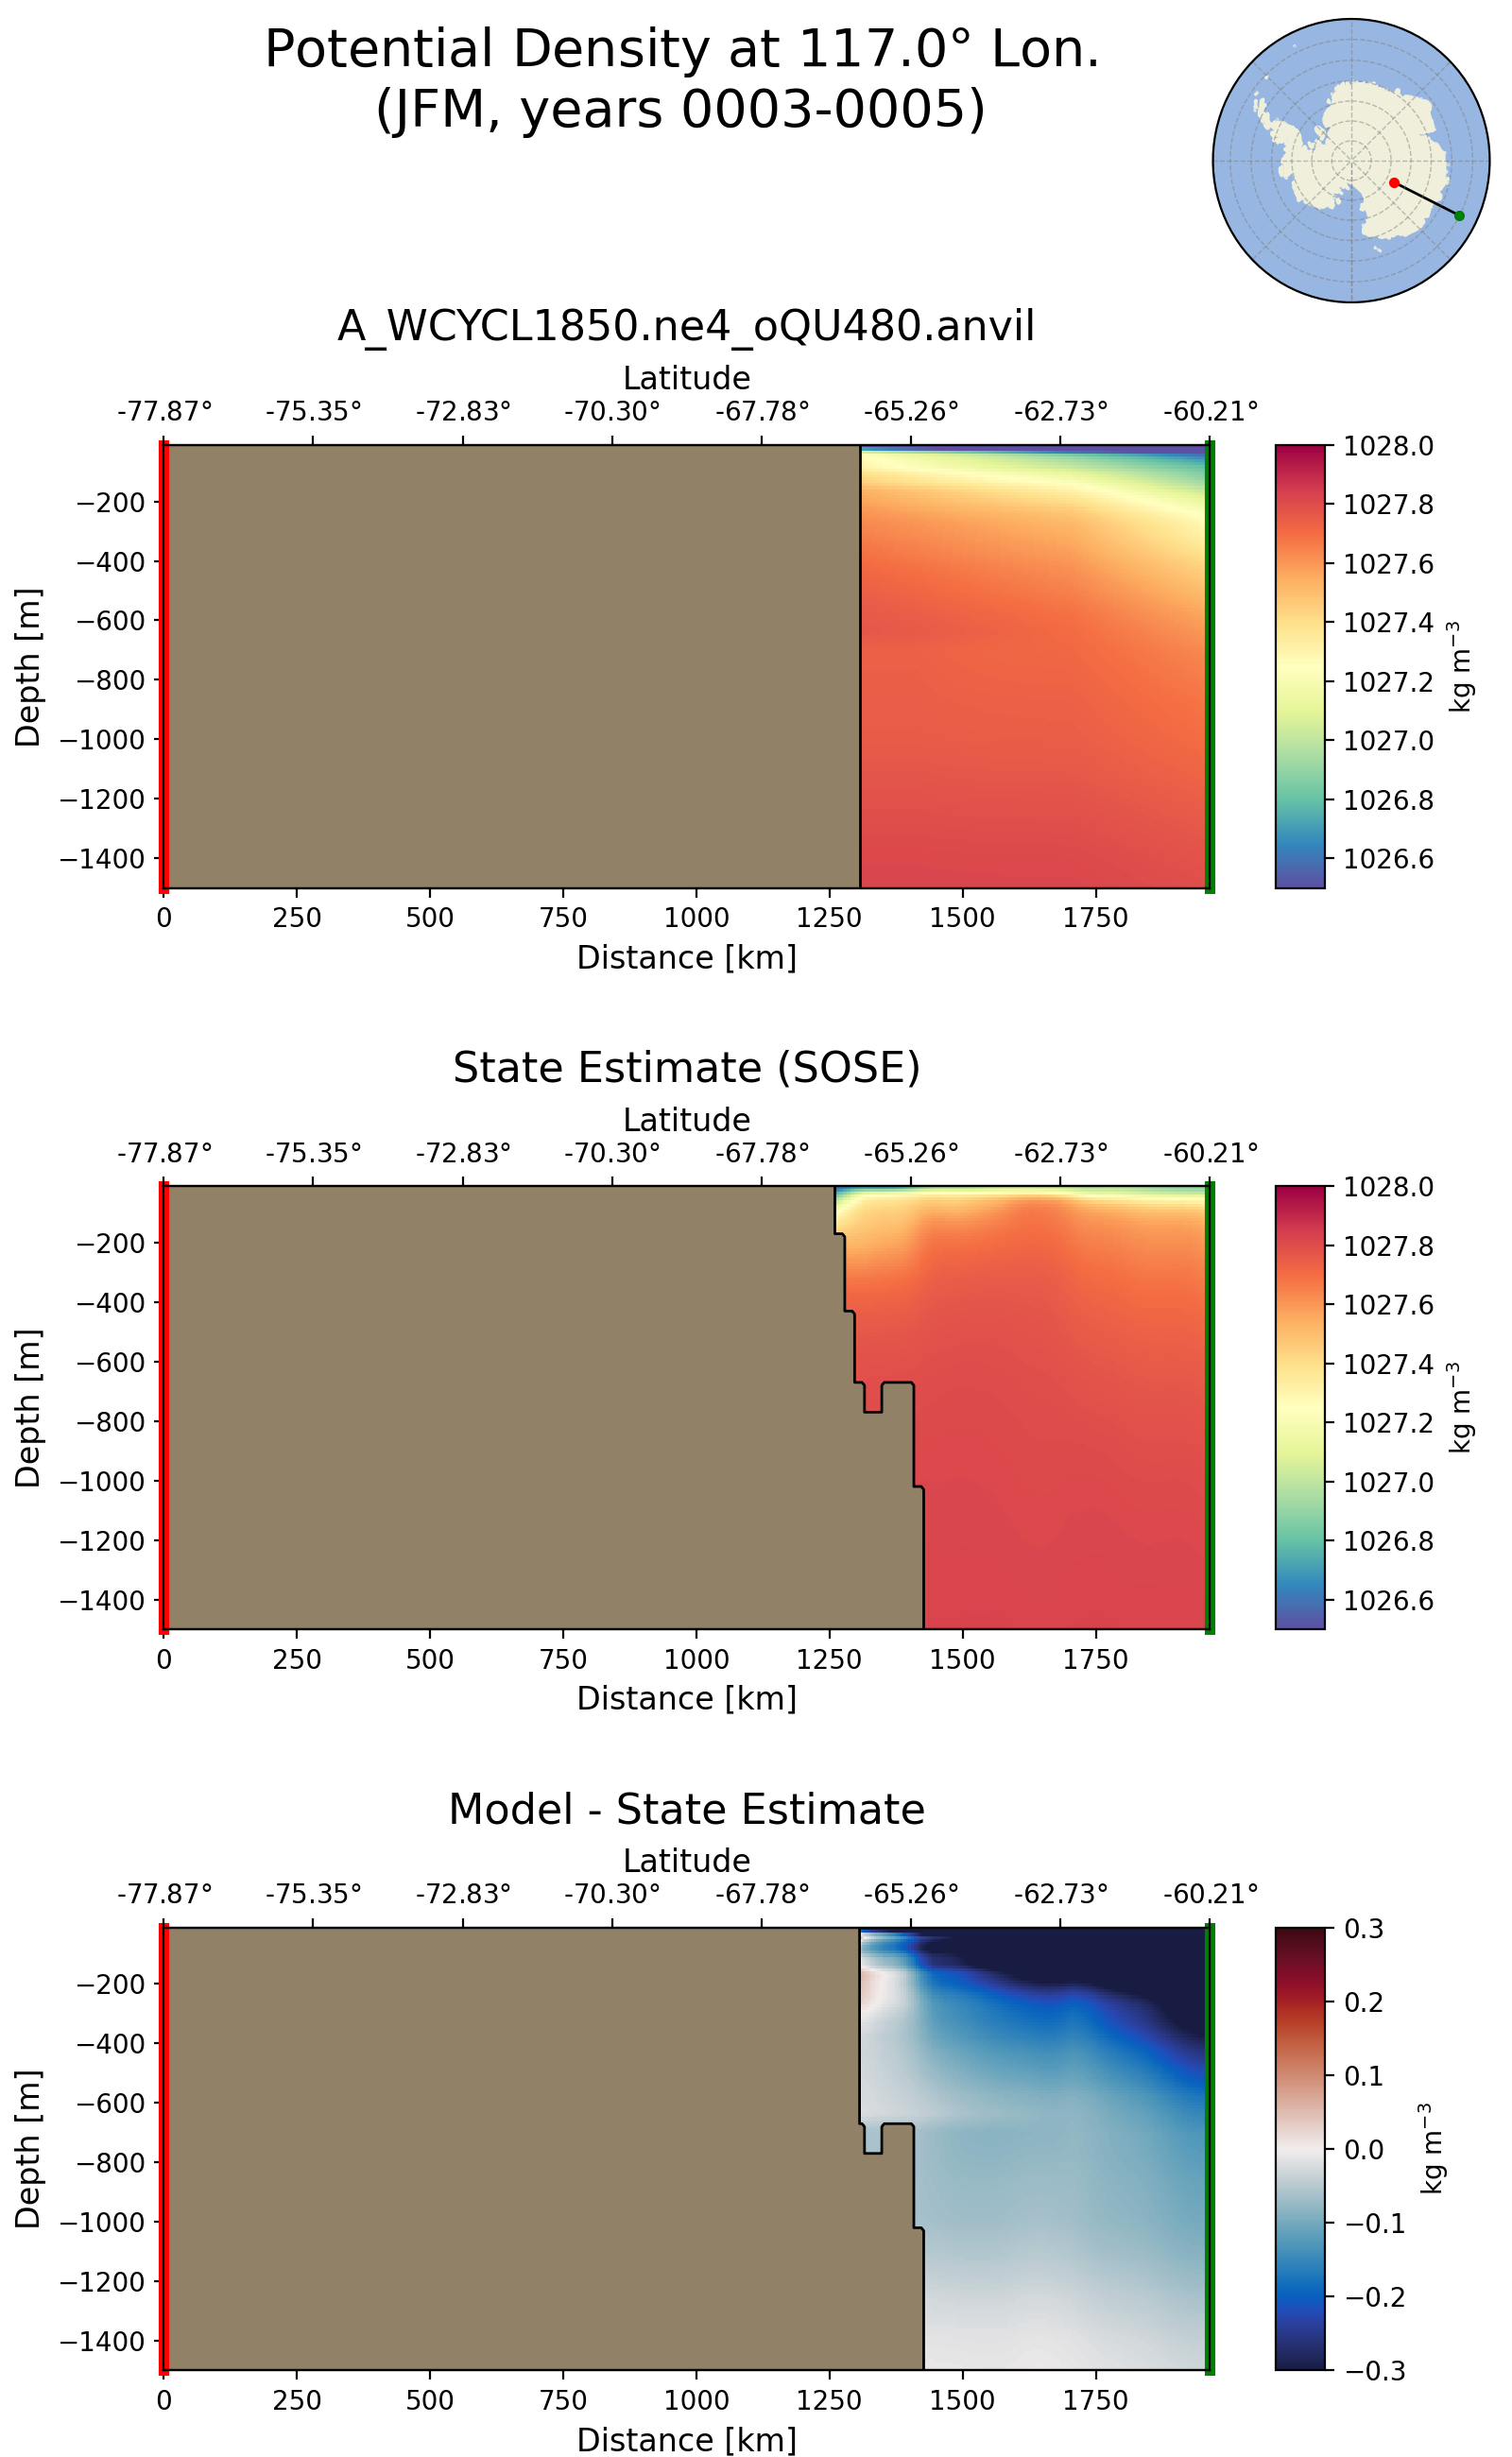 Potential Density at 117.0° Lon.
(JFM, years 0003-0005)
A_WCYCL1850.ne4_oQU480.anvil
Latitude
-77.87° -75.35° -72.83° -70.30° -67.78° -65.26° -62.73° -60.21°
Depth [m]
−200
−400
−600
−800
−1000
−1200
−1400
0 250 500 750 1000 1250 1500 1750
Distance [km]
1028.0
1027.8
1027.6
1027.4
1027.2
1027.0
1026.8
1026.6
kg m⁻³
State Estimate (SOSE)
Latitude
-77.87° -75.35° -72.83° -70.30° -67.78° -65.26° -62.73° -60.21°
Depth [m]
−200
−400
−600
−800
−1000
−1200
−1400
0 250 500 750 1000 1250 1500 1750
Distance [km]
1028.0
1027.8
1027.6
1027.4
1027.2
1027.0
1026.8
1026.6
kg m⁻³
Model - State Estimate
Latitude
-77.87° -75.35° -72.83° -70.30° -67.78° -65.26° -62.73° -60.21°
Depth [m]
−200
−400
−600
−800
−1000
−1200
−1400
0 250 500 750 1000 1250 1500 1750
Distance [km]
0.3
0.2
0.1
0.0
−0.1
−0.2
−0.3
kg m⁻³